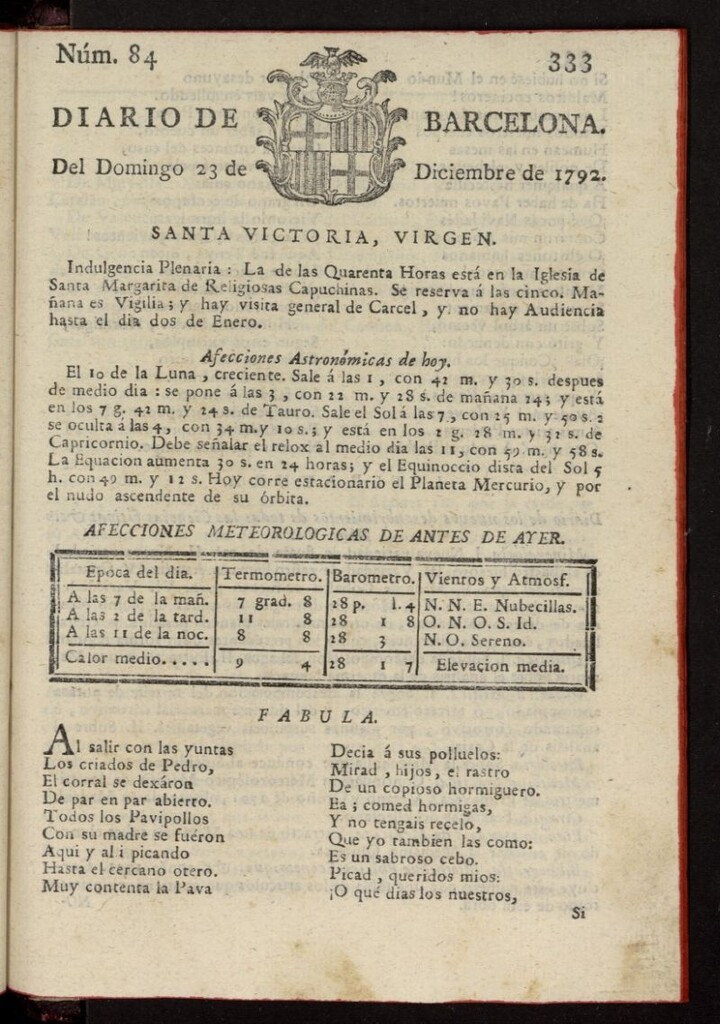 Núm. 84
333
DIARIO DE BARCELONA.
Del Domingo 23 de Diciembre de 1792.
SANTA VICTORIA, VIRGEN.
Indulgencia Plenaria : La de las Quarenta Horas está en la Iglesia de
Santa Margarita de Religiosas Capuchinas. Se reserva á las cinco. Ma-
ñana es Vigilia ; y hay visita general de Carcel , y no hay Audiencia
hasta el dia dos de Enero.
Afecciones Astronómicas de hoy.
El 10 de la Luna , creciente. Sale á las 1 , con 42 m. y 30 s. despues
de medio dia : se pone á las 3 , con 22 m. y 28 s. de mañana 24; y está
en los 7 g. 42 m. y 24 s. de Tauro. Sale el Sol á las 7 , con 25 m. y 50 s. 2
se oculta á las 4, con 34 m. y 10 s.; y está en los 2 g. 28 m. y 32 s. de
Capricornio. Debe señalar el relox al medio dia las 11, con 59 m. y 58 s.
La Equacion aumenta 30 s. en 24 horas; y el Equinoccio dista del Sol 5
h. con 49 m. y 12 s. Hoy corre estacionario el Planeta Mercurio, y por
el nudo ascendente de su órbita.
AFECCIONES METEOROLOGICAS DE ANTES DE AYER.
Epoca del dia. Termometro. Barometro. Vientos y Atmosf.
A las 7 de la mañ. 7 grad. 8 28 p. 1. 4 N. N. E. Nubecillas.
A las 2 de la tard. 11 8 28 1 8 O. N. O. S. Id.
A las 11 de la noc. 8 8 28 3 N. O. Sereno.
Calor medio..... 9 4 28 1 7 Elevacion media.
FABULA.
Al salir con las yuntas
Los criados de Pedro,
El corral se dexáron
De par en par abierto.
Todos los Pavipollos
Con su madre se fuéron
Aqui y al i picando
Hasta el cercano otero.
Muy contenta la Pava
Decia á sus polluelos:
Mirad , hijos, el rastro
De un copioso hormiguero.
Ea ; comed hormigas,
Y no tengais recelo,
Que yo tambien las como:
Es un sabroso cebo.
Picad , queridos mios:
¡O qué dias los nuestros,
Si